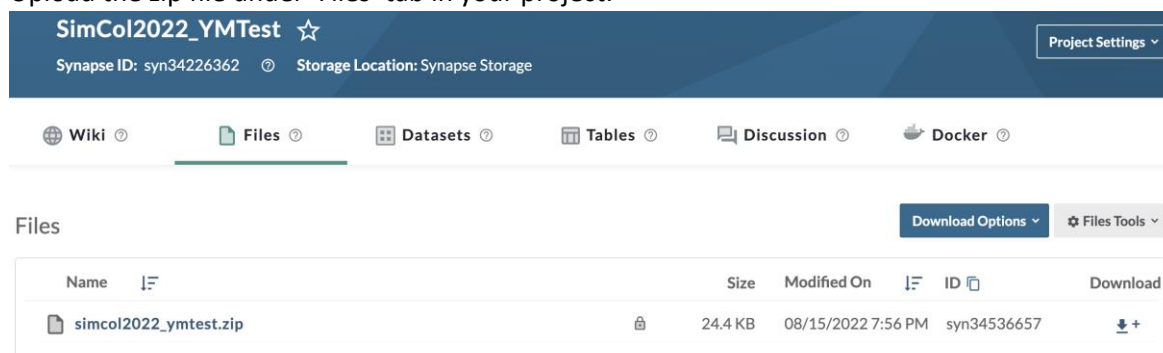 Upload the zip file under 'Files' tab in your project.
SimCol2022_YMTest
Synapse ID: syn34226362 Storage Location: Synapse Storage
Project Settings
Wiki Files Datasets Tables Discussion Docker
Files
Download Options Files Tools
Name Size Modified On ID Download
simcol2022_ymtest.zip 24.4 KB 08/15/2022 7:56 PM syn34536657